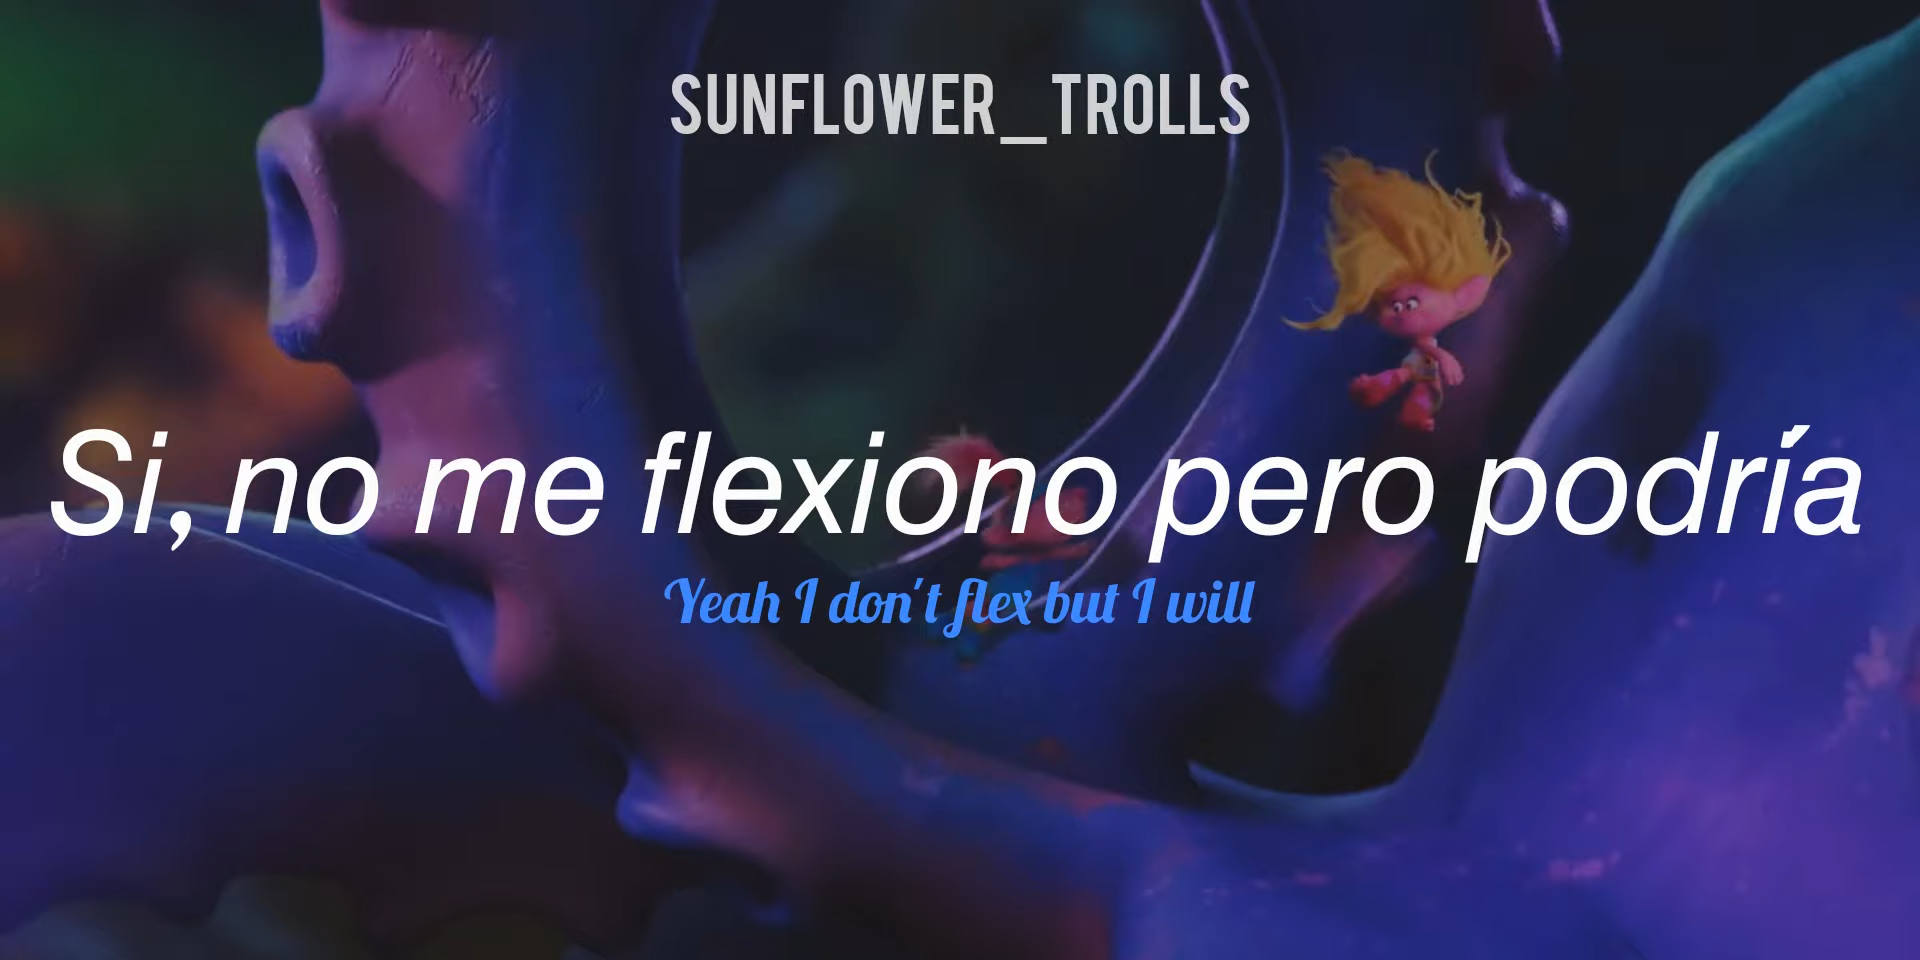 SUNFLOWER_TROLLS
Si, no me flexiono pero podría
Yeah I don't flex but I will